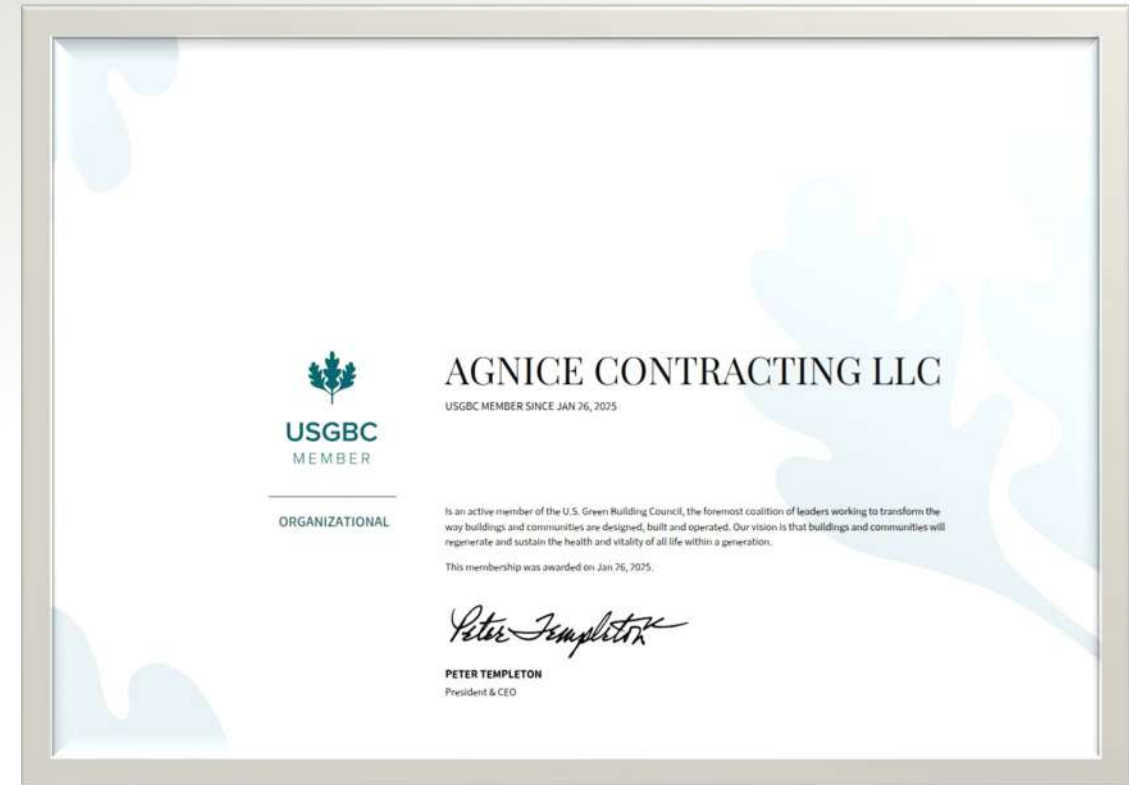 USGBC
MEMBER
ORGANIZATIONAL
AGNICE CONTRACTING LLC
USGBC MEMBER SINCE JAN 26, 2025
Is an active member of the U.S. Green Building Council, the foremost coalition of leaders working to transform the
way buildings and communities are designed, built and operated. Our vision is that buildings and communities will
regenerate and sustain the health and vitality of all life within a generation.
This membership was awarded on Jan 26, 2025.
Peter Templeton
PETER TEMPLETON
President & CEO